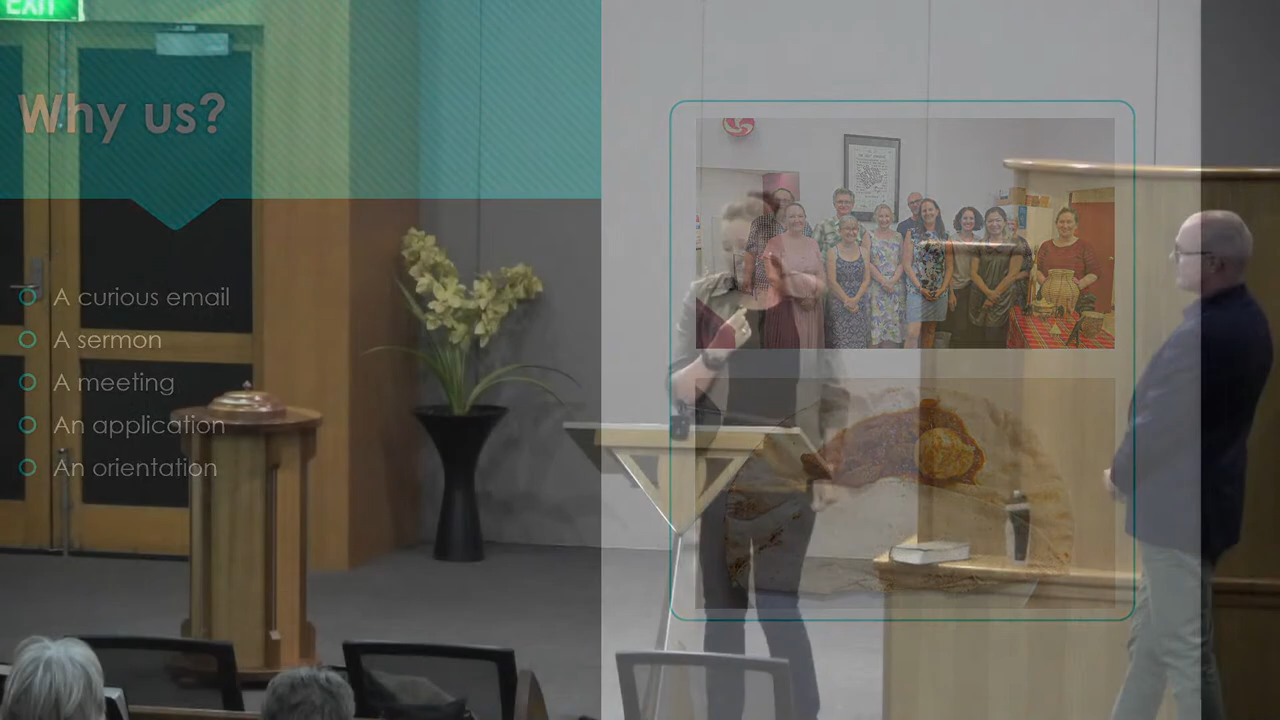 EXIT
Why us?
A curious email
A sermon
A meeting
An application
An orientation